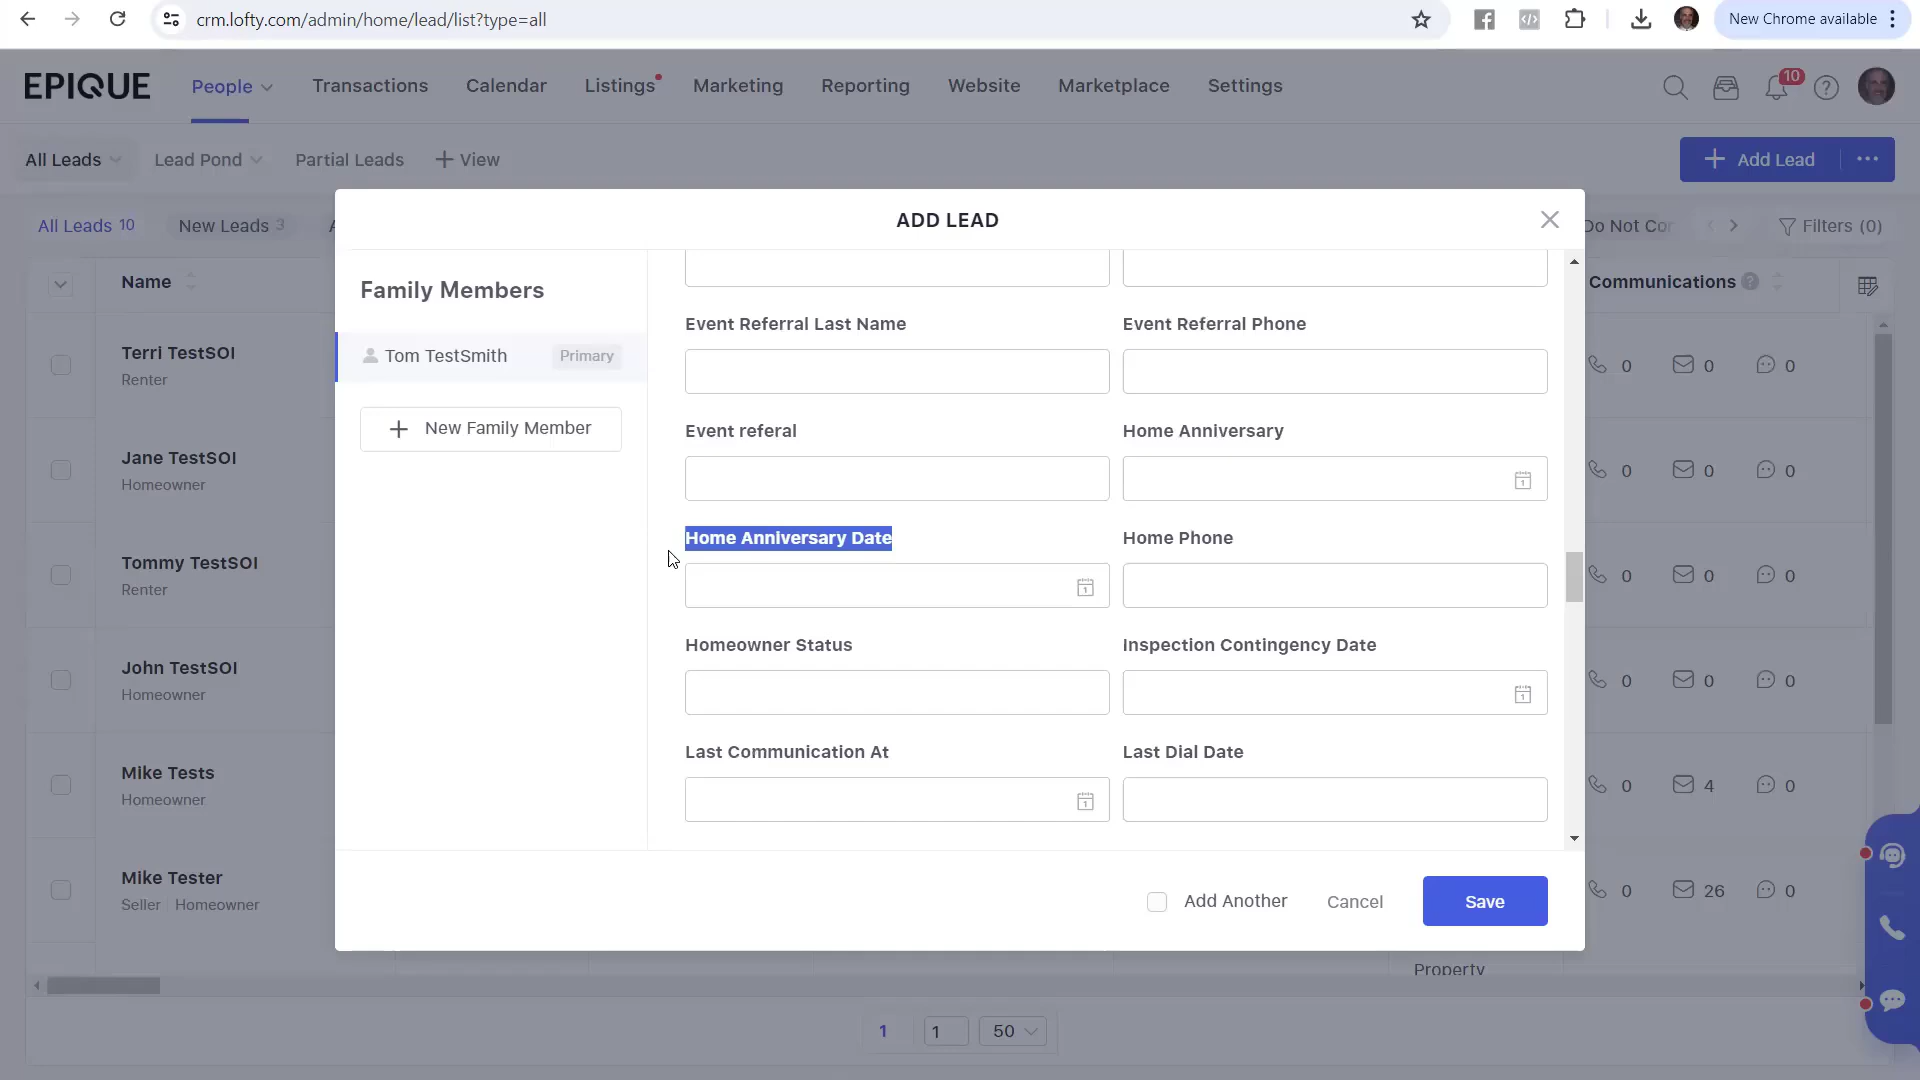 crm.lofty.com/admin/home/lead/list?type=all
New Chrome available
EPIQUE
People
Transactions
Calendar
Listings
Marketing
Reporting
Website
Marketplace
Settings
10
All Leads
Lead Pond
Partial Leads
+ View
+ Add Lead
All Leads 10
New Leads 3
Do Not Cor
Filters (0)
Name
Communications
Terri TestSOI
Renter
0 0 0
Jane TestSOI
Homeowner
0 0 0
Tommy TestSOI
Renter
0 0 0
John TestSOI
Homeowner
0 0 0
Mike Tests
Homeowner
0 4 0
Mike Tester
Seller Homeowner
0 26 0
Property
1
1
50
ADD LEAD
Family Members
Tom TestSmith Primary
+ New Family Member
Event Referral Last Name
Event Referral Phone
Event referal
Home Anniversary
Home Anniversary Date
Home Phone
Homeowner Status
Inspection Contingency Date
Last Communication At
Last Dial Date
Add Another
Cancel
Save